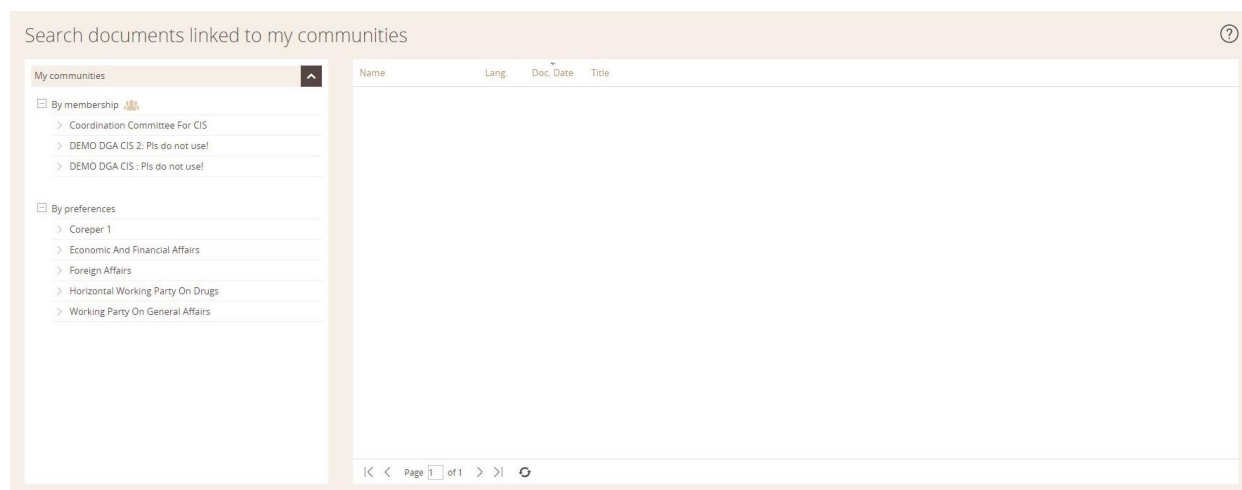 Search documents linked to my communities
?
My communities
By membership
Coordination Committee For CIS
DEMO DGA CIS 2: Pls do not use!
DEMO DGA CIS : Pls do not use!
By preferences
Coreper 1
Economic And Financial Affairs
Foreign Affairs
Horizontal Working Party On Drugs
Working Party On General Affairs
Name Lang. Doc. Date Title
Page 1 of 1